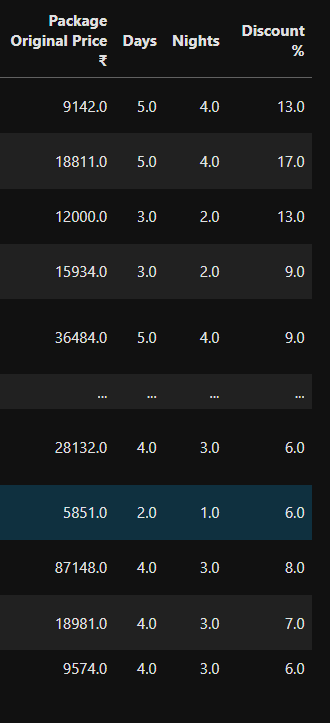 Package Original Price ₹ Days Nights Discount %
9142.0 5.0 4.0 13.0
18811.0 5.0 4.0 17.0
12000.0 3.0 2.0 13.0
15934.0 3.0 2.0 9.0
36484.0 5.0 4.0 9.0
... ... ... ...
28132.0 4.0 3.0 6.0
5851.0 2.0 1.0 6.0
87148.0 4.0 3.0 8.0
18981.0 4.0 3.0 7.0
9574.0 4.0 3.0 6.0